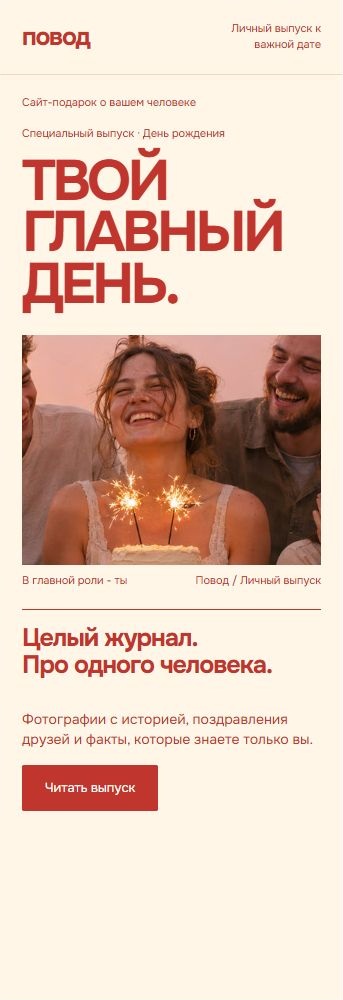 повод
Личный выпуск к
важной дате
Сайт-подарок о вашем человеке
Специальный выпуск · День рождения
ТВОЙ
ГЛАВНЫЙ
ДЕНЬ.
В главной роли - ты
Повод / Личный выпуск
Целый журнал.
Про одного человека.
Фотографии с историей, поздравления
друзей и факты, которые знаете только вы.
Читать выпуск